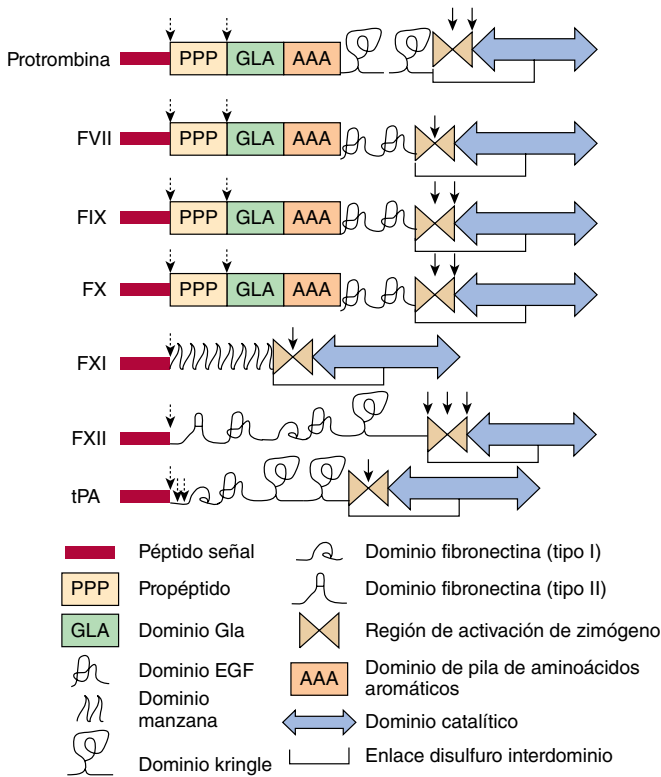 Protrombina
PPP GLA AAA
FVII
PPP GLA AAA
FIX
PPP GLA AAA
FX
PPP GLA AAA
FXI
FXII
tPA
Péptido señal
PPP Propéptido
GLA Dominio Gla
Dominio EGF
Dominio
manzana
Dominio kringle
Dominio fibronectina (tipo I)
Dominio fibronectina (tipo II)
Región de activación de zimógeno
AAA Dominio de pila de aminoácidos
aromáticos
Dominio catalítico
Enlace disulfuro interdominio